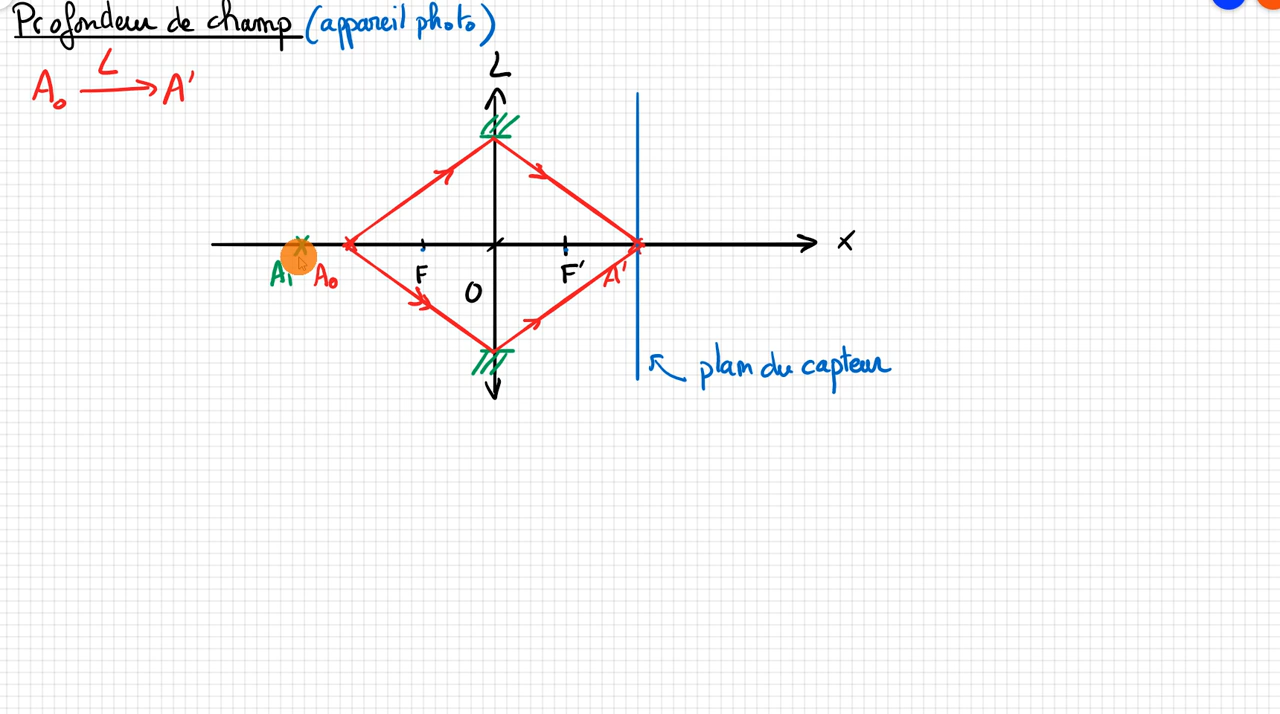 Profondeur de champ (appareil photo)
A₀ L→ A'
L
x
A₁ A₀ F O F' A'
plan du capteur